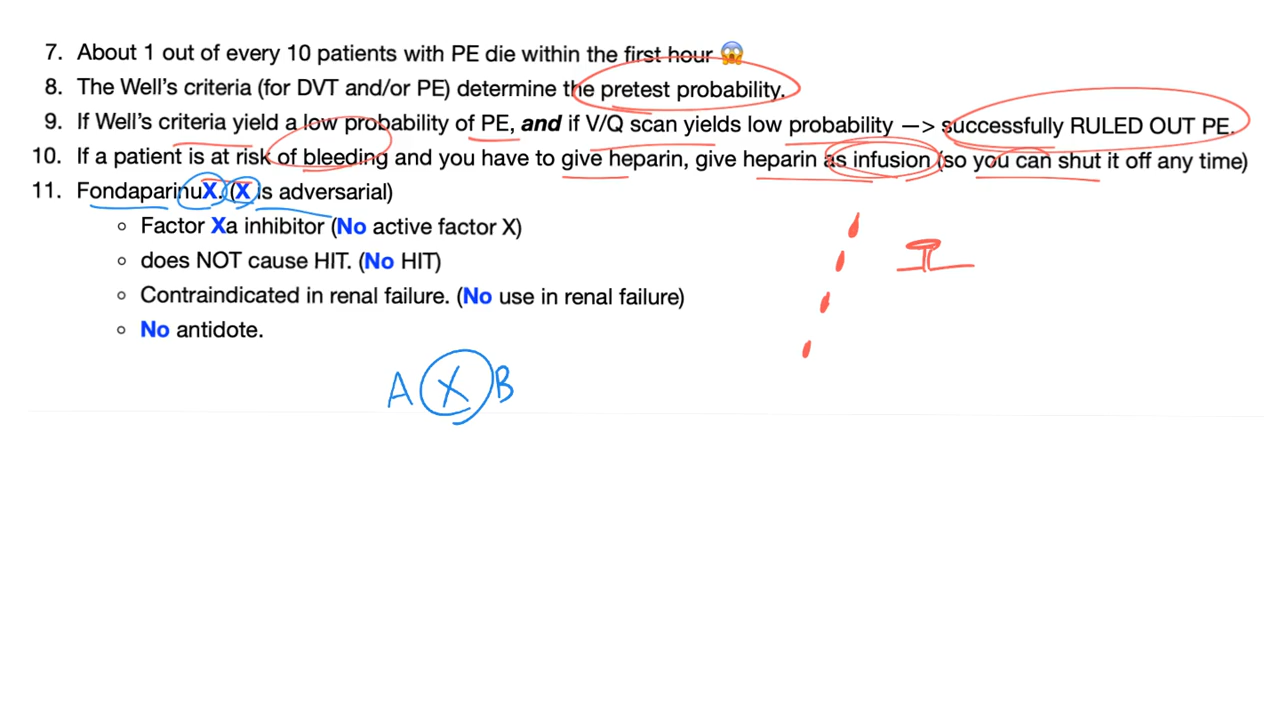 7. About 1 out of every 10 patients with PE die within the first hour 😱
8. The Well's criteria (for DVT and/or PE) determine the pretest probability.
9. If Well's criteria yield a low probability of PE, and if V/Q scan yields low probability —> successfully RULED OUT PE.
10. If a patient is at risk of bleeding and you have to give heparin, give heparin as infusion (so you can shut it off any time)
11. FondaparinuX. (X is adversarial)
○ Factor Xa inhibitor (No active factor X)
○ does NOT cause HIT. (No HIT)
○ Contraindicated in renal failure. (No use in renal failure)
○ No antidote.
A X B